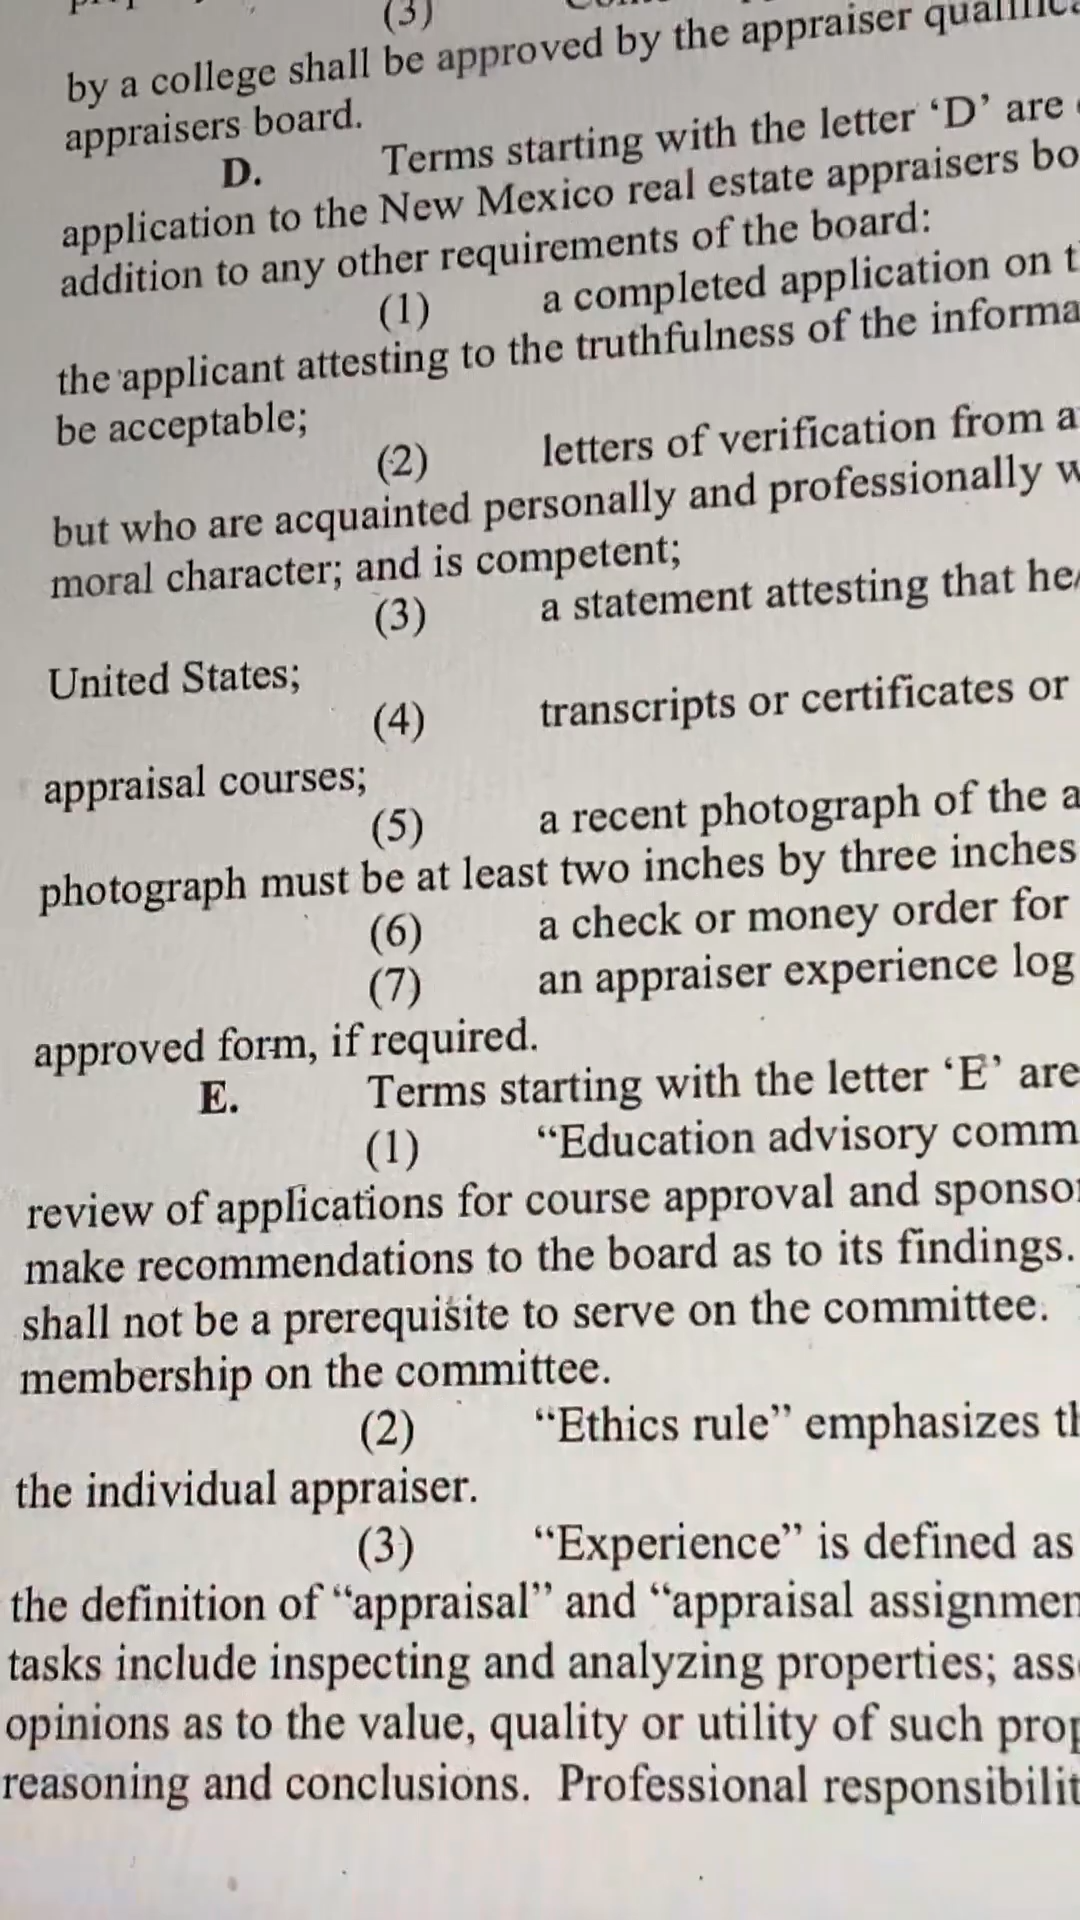 (3)
by a college shall be approved by the appraiser
appraisers board.
D. Terms starting with the letter ‘D’ are
application to the New Mexico real estate appraisers bo
addition to any other requirements of the board:
(1) a completed application on t
the applicant attesting to the truthfulness of the informa
be acceptable;
(2) letters of verification from a
but who are acquainted personally and professionally w
moral character; and is competent;
(3) a statement attesting that he/
United States;
(4) transcripts or certificates or
appraisal courses;
(5) a recent photograph of the a
photograph must be at least two inches by three inches
(6) a check or money order for
(7) an appraiser experience log
approved form, if required.
E. Terms starting with the letter ‘E’ are
(1) “Education advisory comm
review of applications for course approval and sponsor
make recommendations to the board as to its findings.
shall not be a prerequisite to serve on the committee.
membership on the committee.
(2) “Ethics rule” emphasizes th
the individual appraiser.
(3) “Experience” is defined as
the definition of “appraisal” and “appraisal assignmen
tasks include inspecting and analyzing properties; ass
opinions as to the value, quality or utility of such prop
reasoning and conclusions. Professional responsibilit